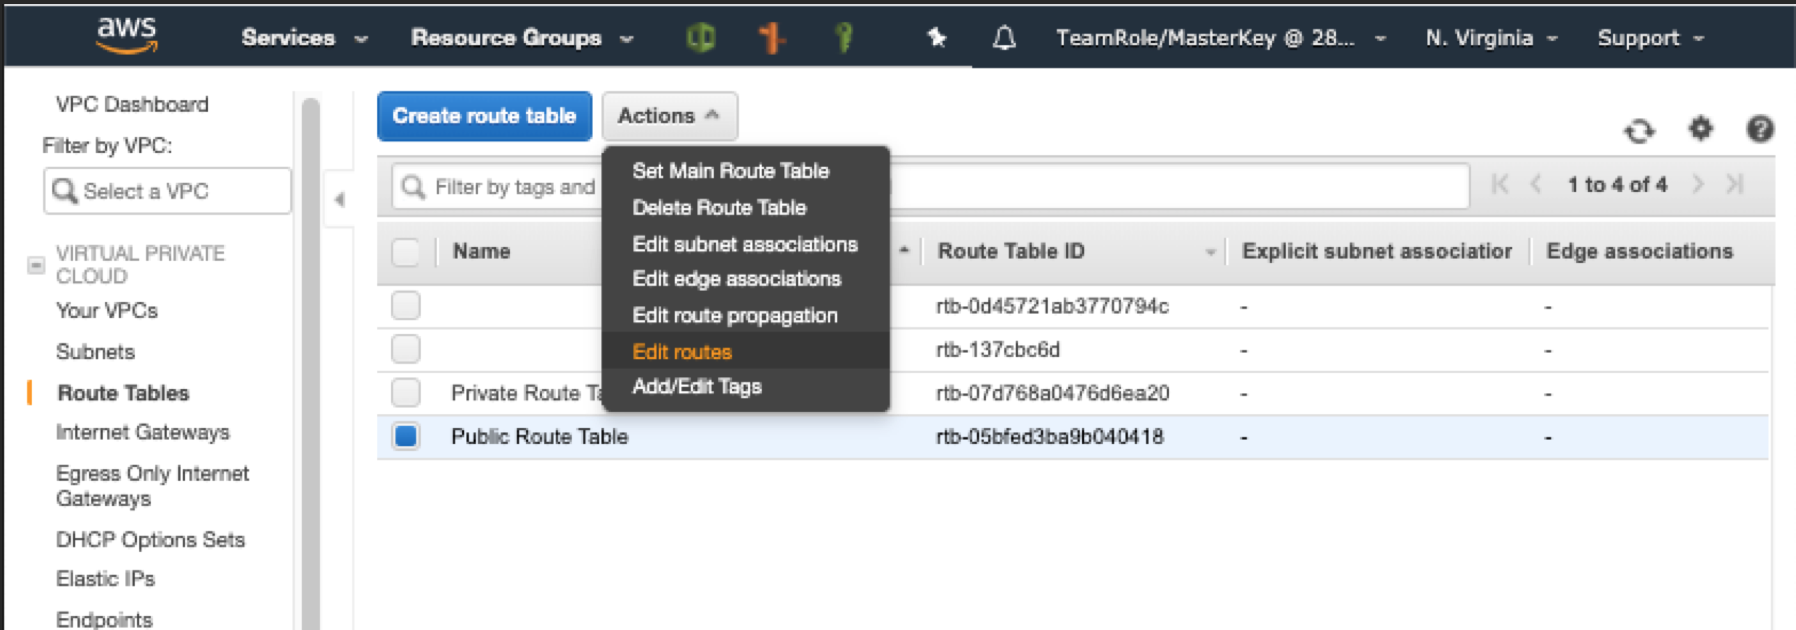 aws Services Resource Groups TeamRole/MasterKey @ 28... N. Virginia Support
VPC Dashboard
Filter by VPC:
Select a VPC
VIRTUAL PRIVATE
CLOUD
Your VPCs
Subnets
Route Tables
Internet Gateways
Egress Only Internet
Gateways
DHCP Options Sets
Elastic IPs
Endpoints
Create route table Actions
Set Main Route Table
Delete Route Table
Edit subnet associations
Edit edge associations
Edit route propagation
Edit routes
Add/Edit Tags
Filter by tags and
1 to 4 of 4
Name Route Table ID Explicit subnet association Edge associations
rtb-0d45721ab3770794c - -
rtb-137cbc6d - -
Private Route Ta rtb-07d768a0476d6ea20 - -
Public Route Table rtb-05bfed3ba9b040418 - -